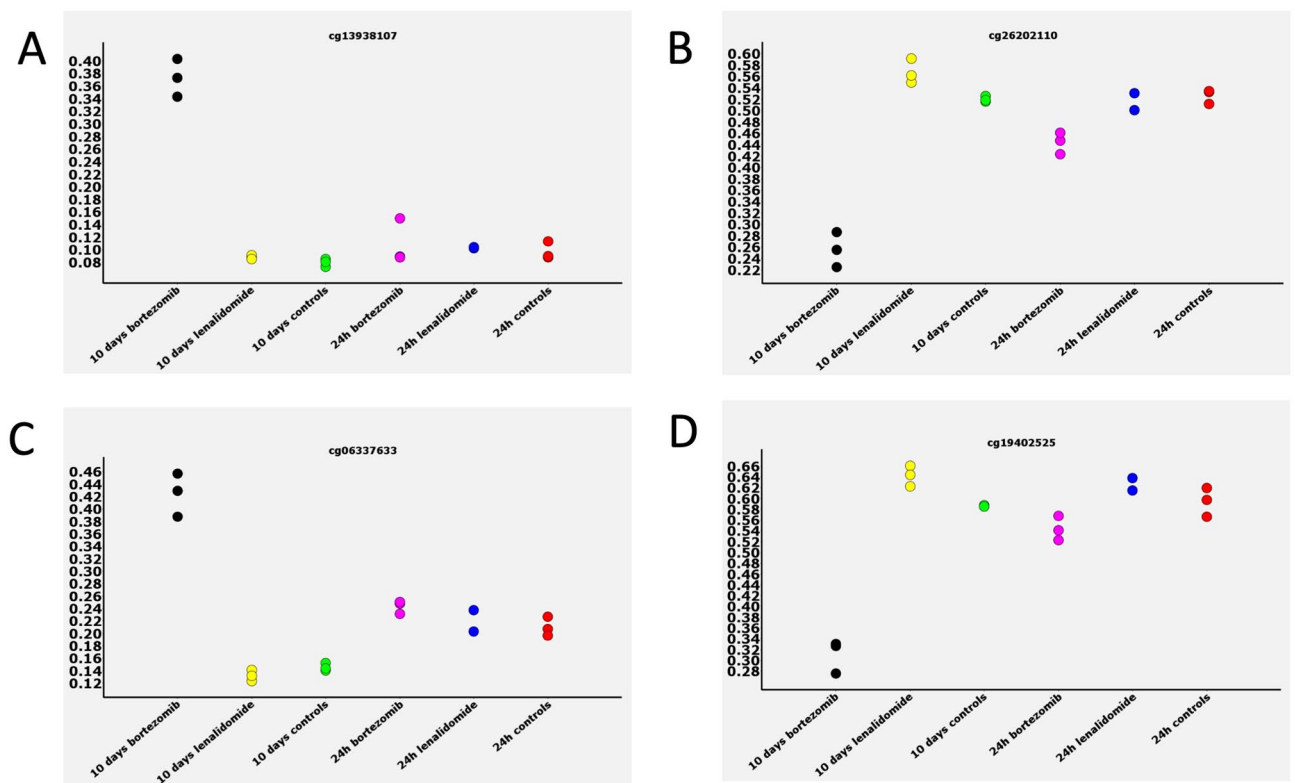 A
cg13938107
0.40
0.38
0.36
0.34
0.32
0.30
0.28
0.26
0.24
0.22
0.20
0.18
0.16
0.14
0.12
0.10
0.08
10 days bortezomib
10 days lenalidomide
10 days controls
24h bortezomib
24h lenalidomide
24h controls
B
cg26202110
0.60
0.58
0.56
0.54
0.52
0.50
0.48
0.46
0.44
0.42
0.40
0.38
0.36
0.34
0.32
0.30
0.28
0.26
0.24
0.22
10 days bortezomib
10 days lenalidomide
10 days controls
24h bortezomib
24h lenalidomide
24h controls
C
cg06337633
0.46
0.44
0.42
0.40
0.38
0.36
0.34
0.32
0.30
0.28
0.26
0.24
0.22
0.20
0.18
0.16
0.14
0.12
10 days bortezomib
10 days lenalidomide
10 days controls
24h bortezomib
24h lenalidomide
24h controls
D
cg19402525
0.66
0.64
0.62
0.60
0.58
0.56
0.54
0.52
0.50
0.48
0.46
0.44
0.42
0.40
0.38
0.36
0.34
0.32
0.30
0.28
10 days bortezomib
10 days lenalidomide
10 days controls
24h bortezomib
24h lenalidomide
24h controls